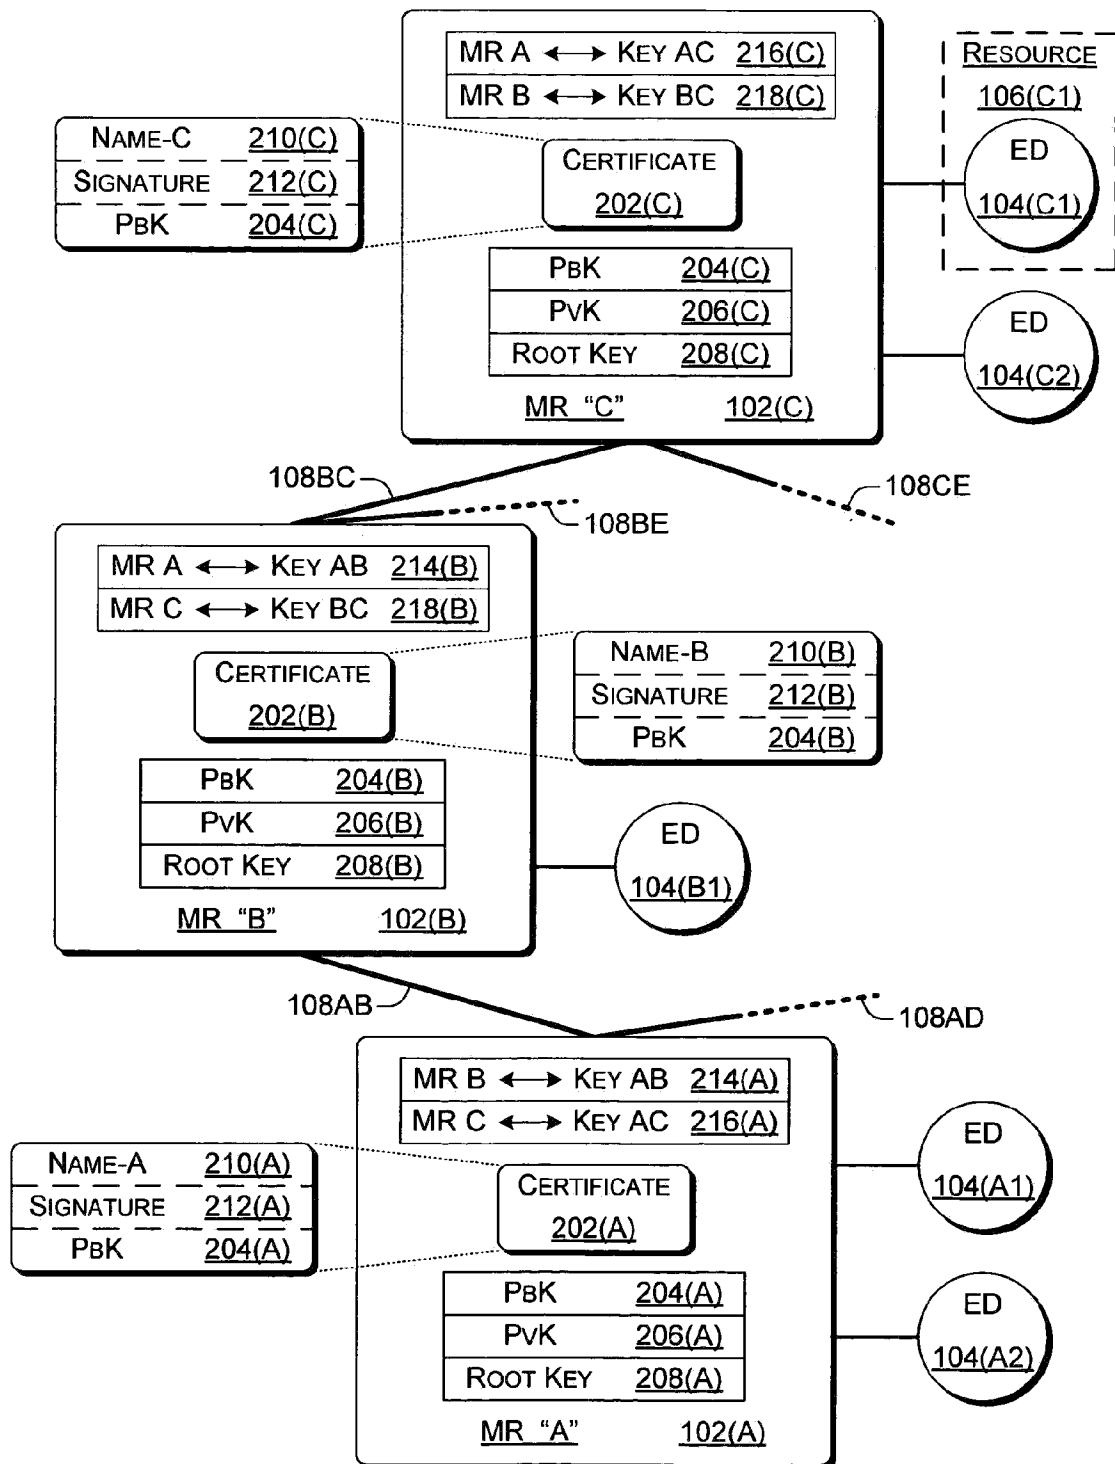 MR A ↔ KEY AC 216(C)
MR B ↔ KEY BC 218(C)
RESOURCE
106(C1)
ED
104(C1)
NAME-C 210(C)
SIGNATURE 212(C)
PBK 204(C)
CERTIFICATE
202(C)
PBK 204(C)
PVK 206(C)
ROOT KEY 208(C)
MR "C" 102(C)
ED
104(C2)
108BC
108BE
108CE
MR A ↔ KEY AB 214(B)
MR C ↔ KEY BC 218(B)
CERTIFICATE
202(B)
NAME-B 210(B)
SIGNATURE 212(B)
PBK 204(B)
PBK 204(B)
PVK 206(B)
ROOT KEY 208(B)
MR "B" 102(B)
ED
104(B1)
108AB
108AD
MR B ↔ KEY AB 214(A)
MR C ↔ KEY AC 216(A)
NAME-A 210(A)
SIGNATURE 212(A)
PBK 204(A)
CERTIFICATE
202(A)
PBK 204(A)
PVK 206(A)
ROOT KEY 208(A)
MR "A" 102(A)
ED
104(A1)
ED
104(A2)